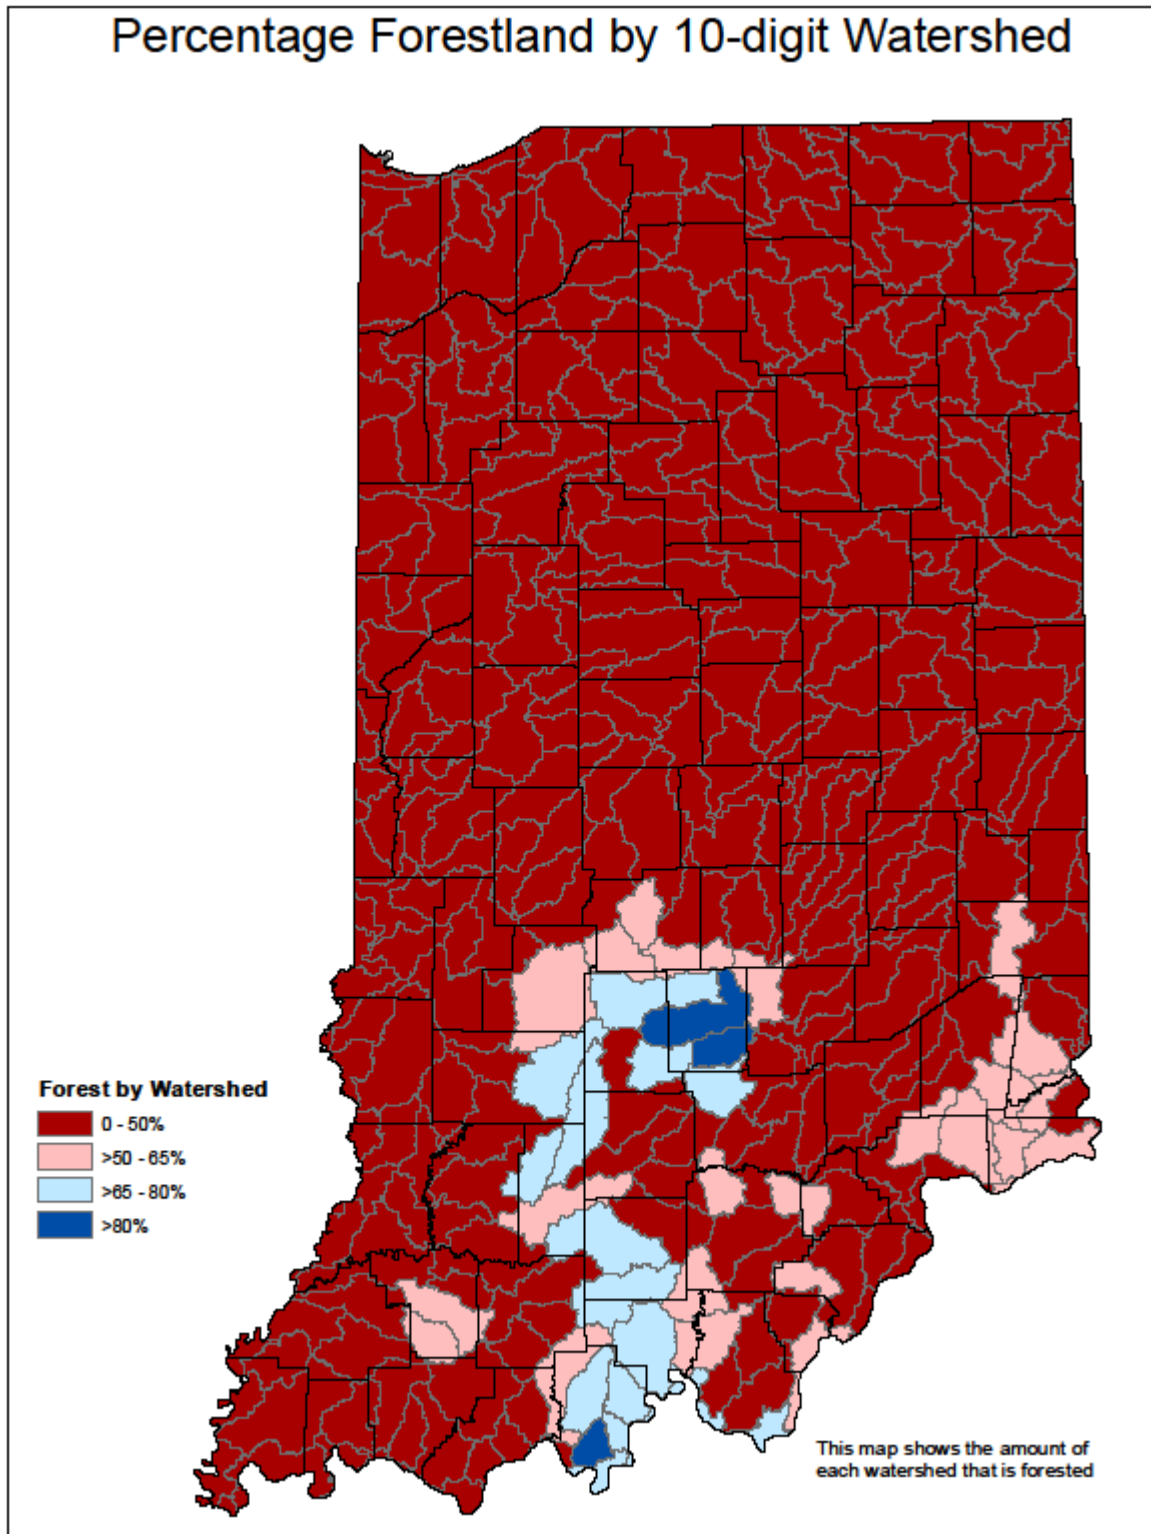 Percentage Forestland by 10-digit Watershed
Forest by Watershed
0 - 50%
>50 - 65%
>65 - 80%
>80%
This map shows the amount of
each watershed that is forested